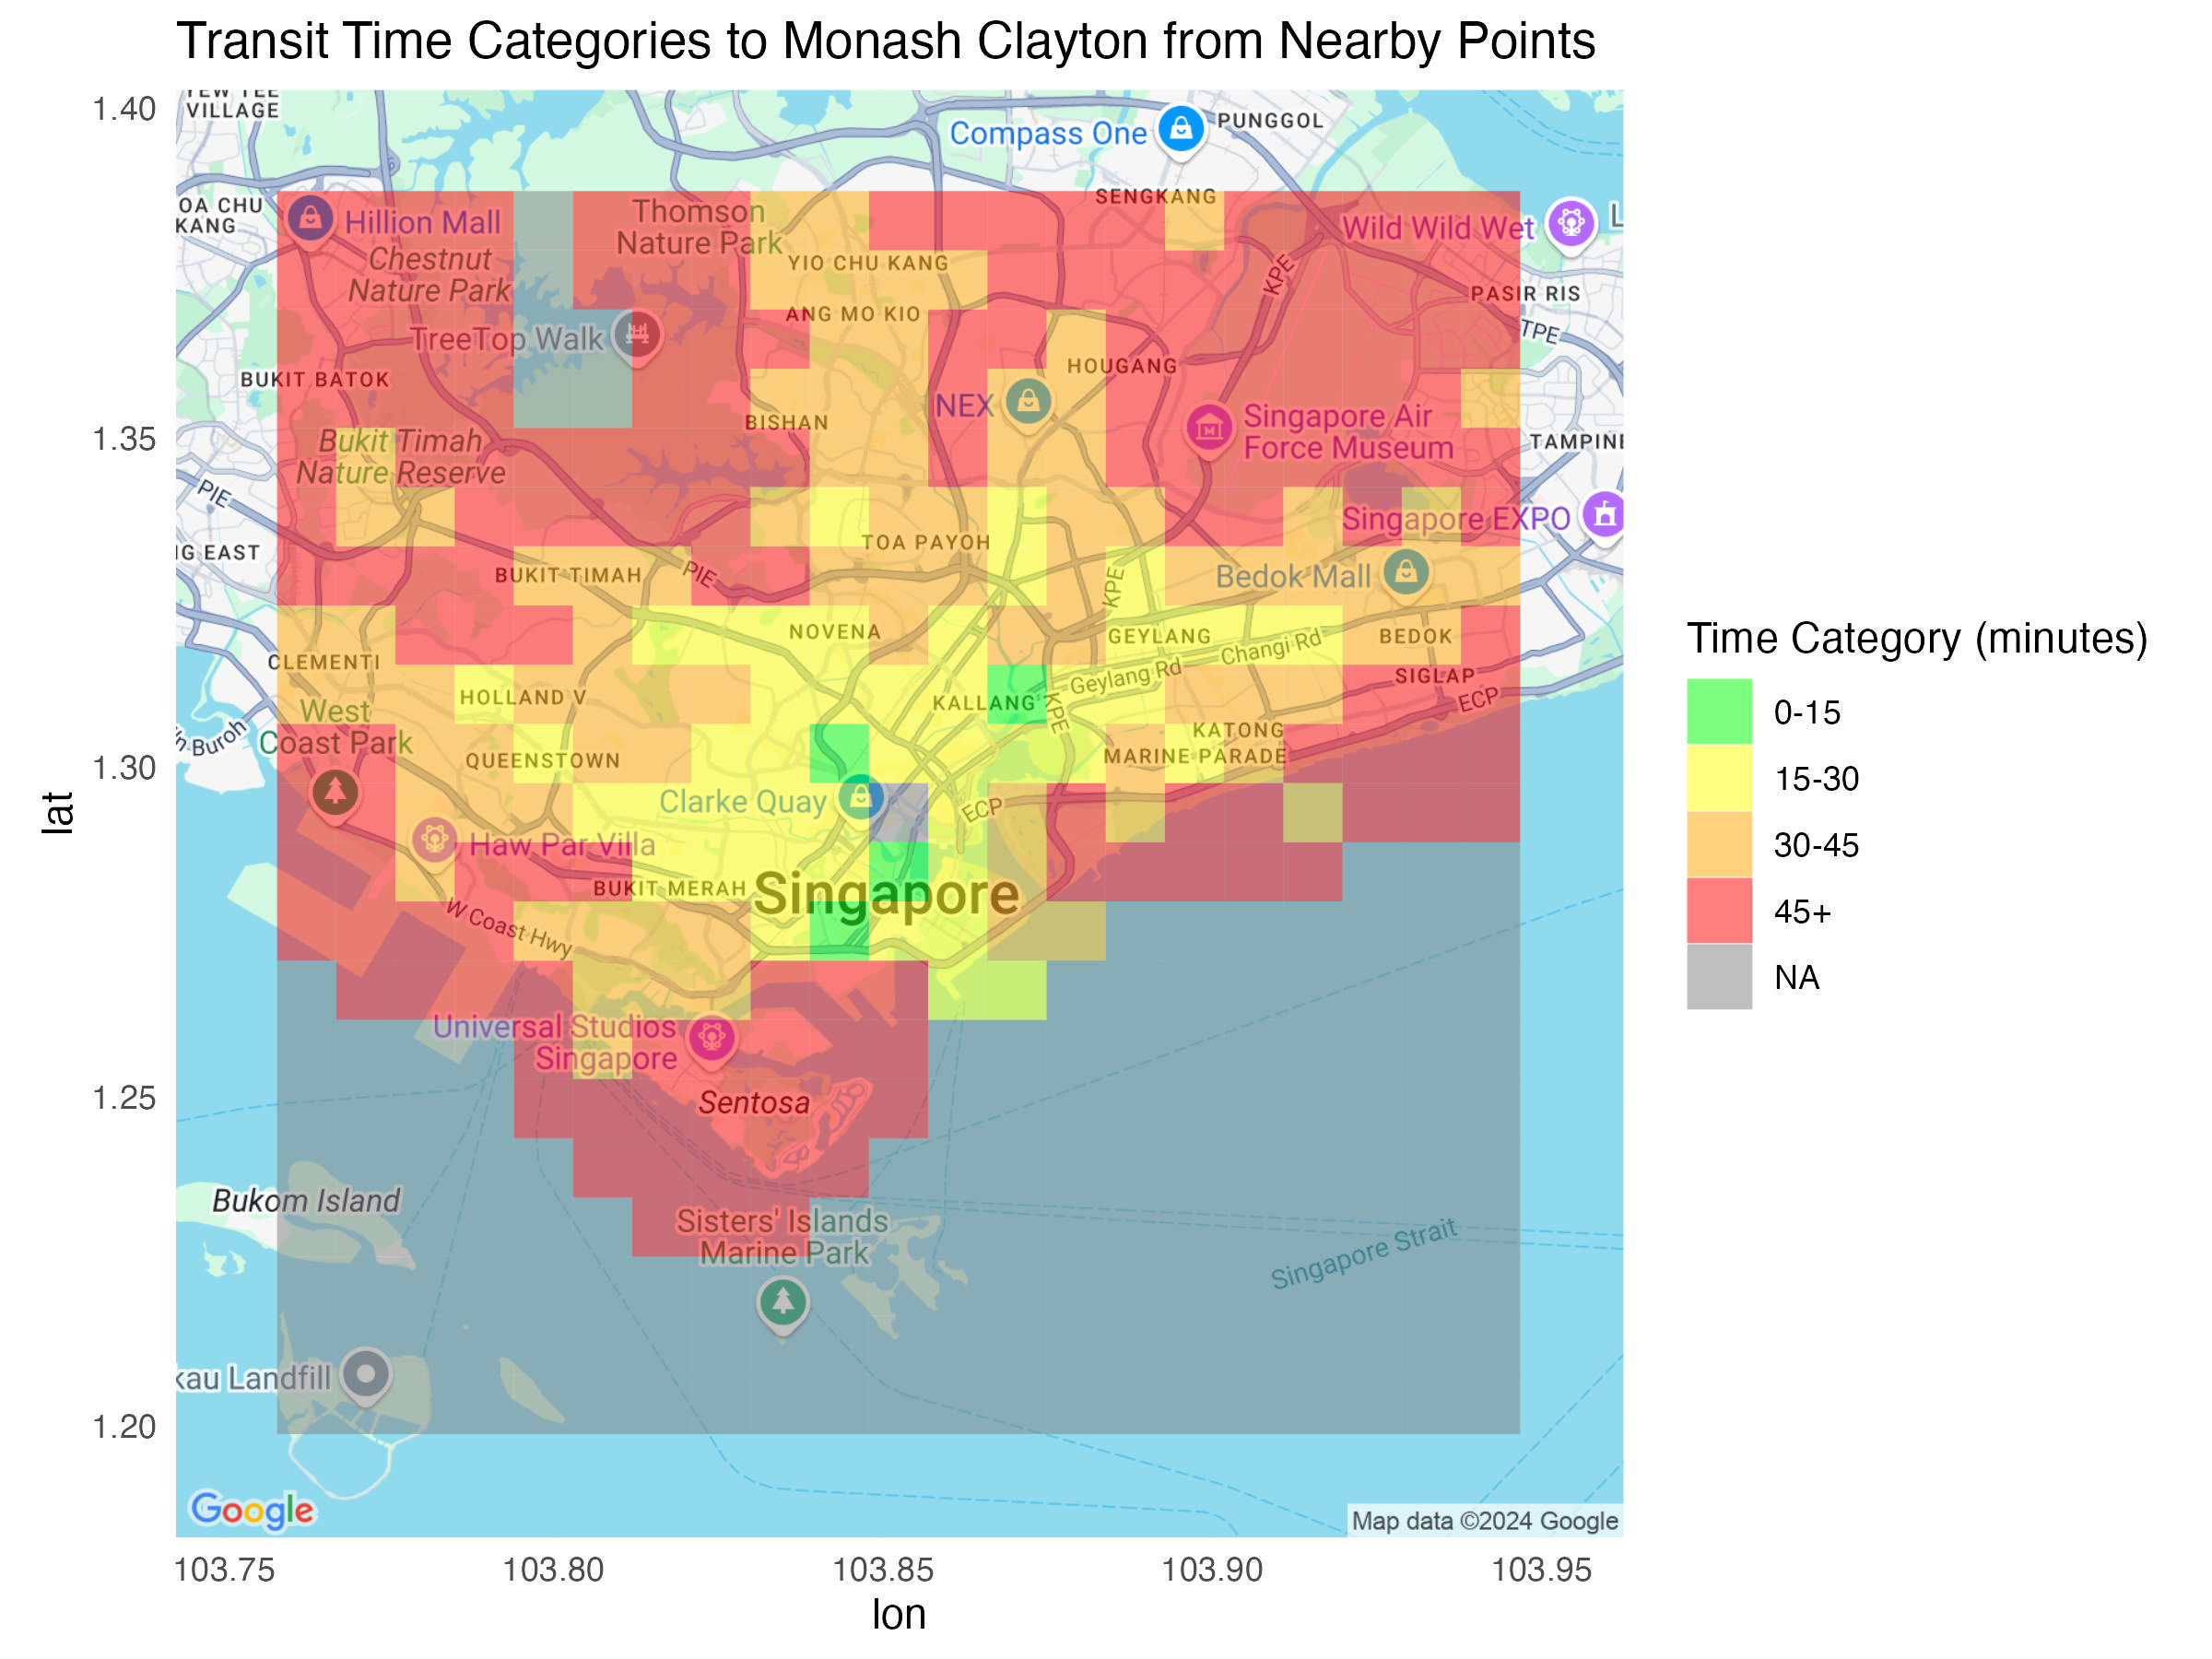 Transit Time Categories to Monash Clayton from Nearby Points
1.40
1.35
1.30
1.25
1.20
lat
VILLAGE
Compass One
PUNGGOL
OA CHU
KANG
Hillion Mall
Thomson
Nature Park
SENGKANG
Wild Wild Wet
L
Chestnut
Nature Park
YIO CHU KANG
KPE
PASIR RIS
TreeTop Walk
ANG MO KIO
TPE
BUKIT BATOK
HOUGANG
NEX
BISHAN
Singapore Air
Force Museum
Bukit Timah
Nature Reserve
TAMPINE
PIE
Singapore EXPO
TOA PAYOH
IG EAST
BUKIT TIMAH
PIE
KPE
Bedok Mall
NOVENA
GEYLANG
Changi Rd
BEDOK
CLEMENTI
Geylang Rd
SIGLAP
HOLLAND V
KALLANG
KPE
ECP
West
Coast Park
n Buroh
QUEENSTOWN
KATONG
MARINE PARADE
Clarke Quay
ECP
Haw Par Villa
BUKIT MERAH
Singapore
W Coast Hwy
Universal Studios
Singapore
Sentosa
Bukom Island
Sisters' Islands
Marine Park
Singapore Strait
kau Landfill
Google
Map data ©2024 Google
103.75
103.80
103.85
103.90
103.95
lon
Time Category (minutes)
0-15
15-30
30-45
45+
NA